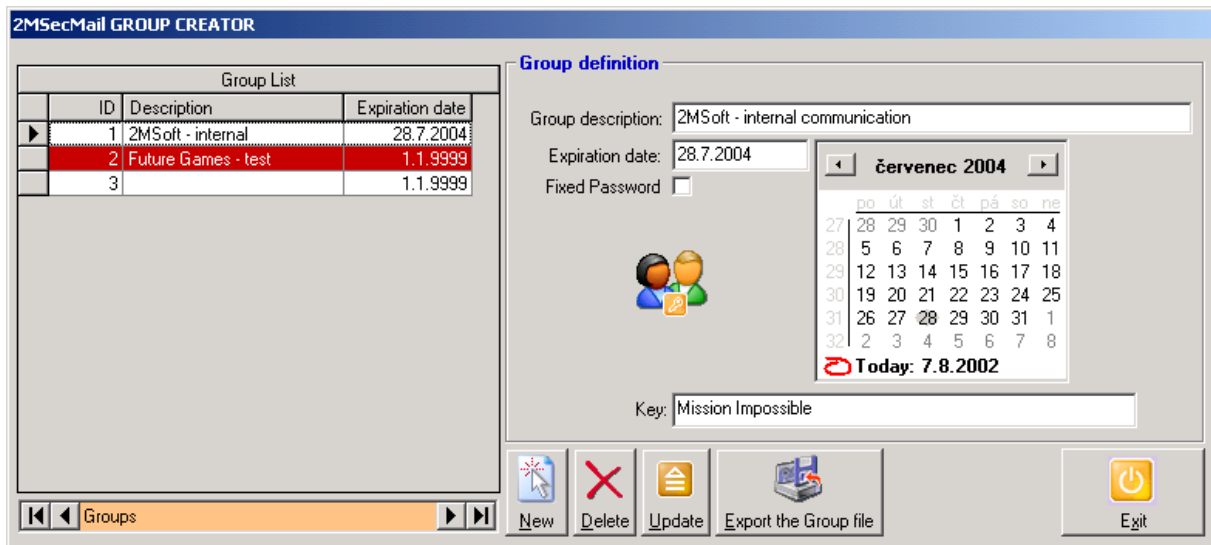 2MSecMail GROUP CREATOR
Group List
ID Description Expiration date
1 2MSoft - internal 28.7.2004
2 Future Games - test 1.1.9999
3 1.1.9999
Groups
Group definition
Group description: 2MSoft - internal communication
Expiration date: 28.7.2004
Fixed Password
červenec 2004
po út st čt pá so ne
27 28 29 30 1 2 3 4
28 5 6 7 8 9 10 11
29 12 13 14 15 16 17 18
30 19 20 21 22 23 24 25
31 26 27 28 29 30 31 1
32 2 3 4 5 6 7 8
Today: 7.8.2002
Key: Mission Impossible
New Delete Update Export the Group file Exit